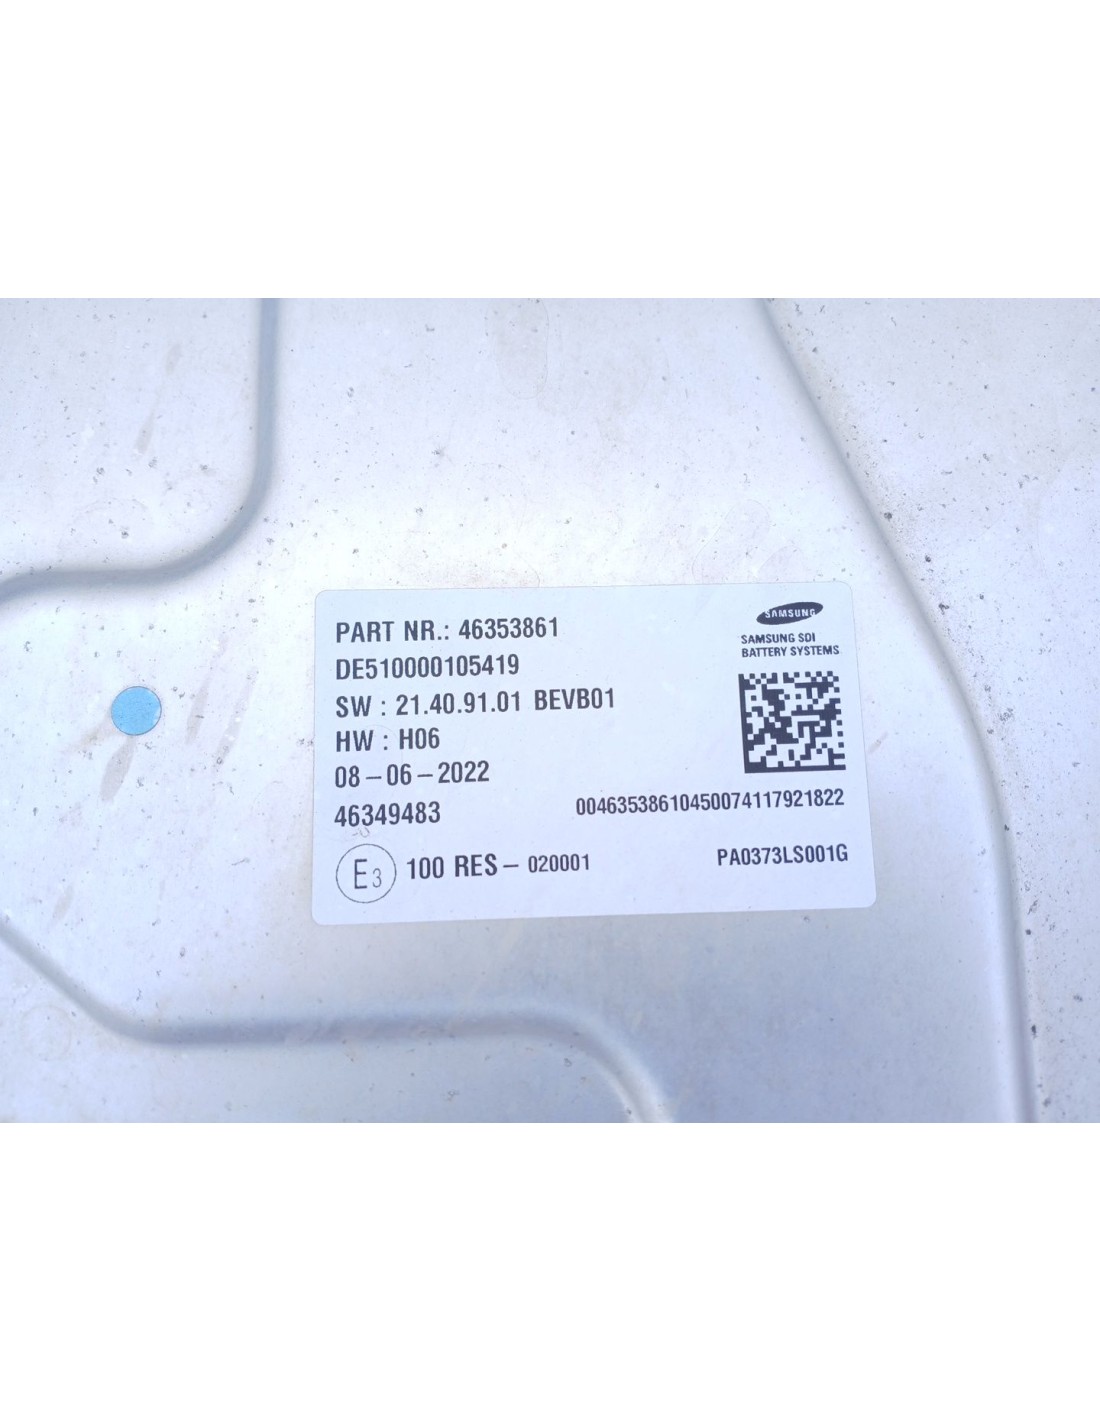 PART NR.: 46353861
SAMSUNG
SAMSUNG SDI
BATTERY SYSTEMS
DE510000105419
SW : 21.40.91.01 BEVB01
HW : H06
08-06-2022
46349483
00463538610450074117921822
E3 100 RES-020001
PA0373LS001G